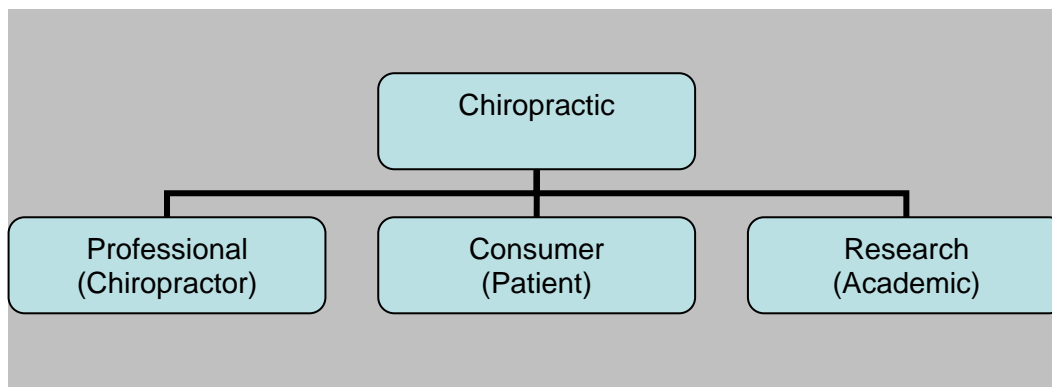 Chiropractic
Professional
(Chiropractor)
Consumer
(Patient)
Research
(Academic)